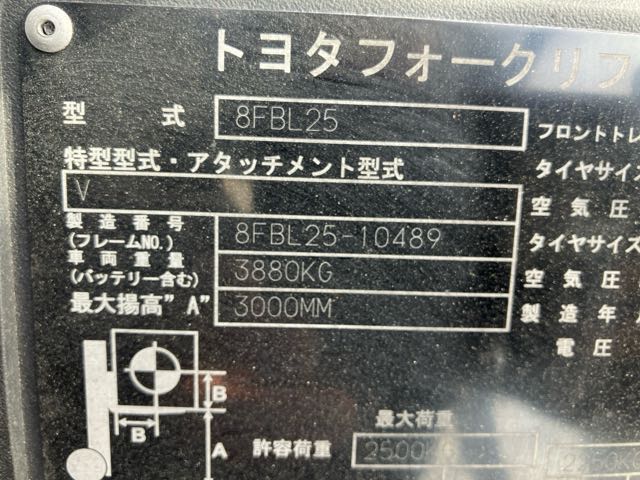 トヨタフォークリフ
型 式 8FBL25 フロントトレ
特型型式・アタッチメント型式 タイヤサイズ
V 空 気 圧
製造番号 8FBL25-10489 タイヤサイズ
(フレームNO.)
車両重量 3880KG 空 気 圧
(バッテリー含む)
最大揚高"A" 3000MM 製 造 年
電 圧
最大荷重
B
B
A
許容荷重 2500KG